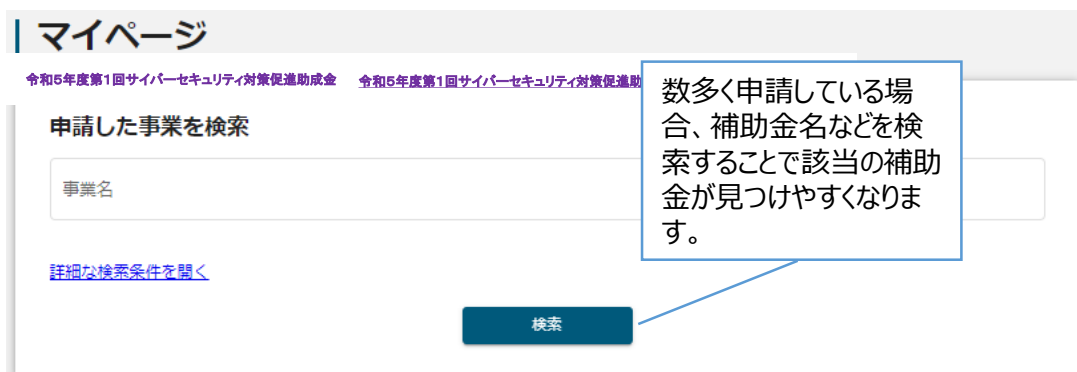 マイページ
令和5年度第1回サイバーセキュリティ対策促進助成金 令和5年度第1回サイバーセキュリティ対策促進助
申請した事業を検索
事業名
詳細な検索条件を開く
検索
数多く申請している場
合、補助金名などを検
索することで該当の補助
金が見つけやすくなりま
す。